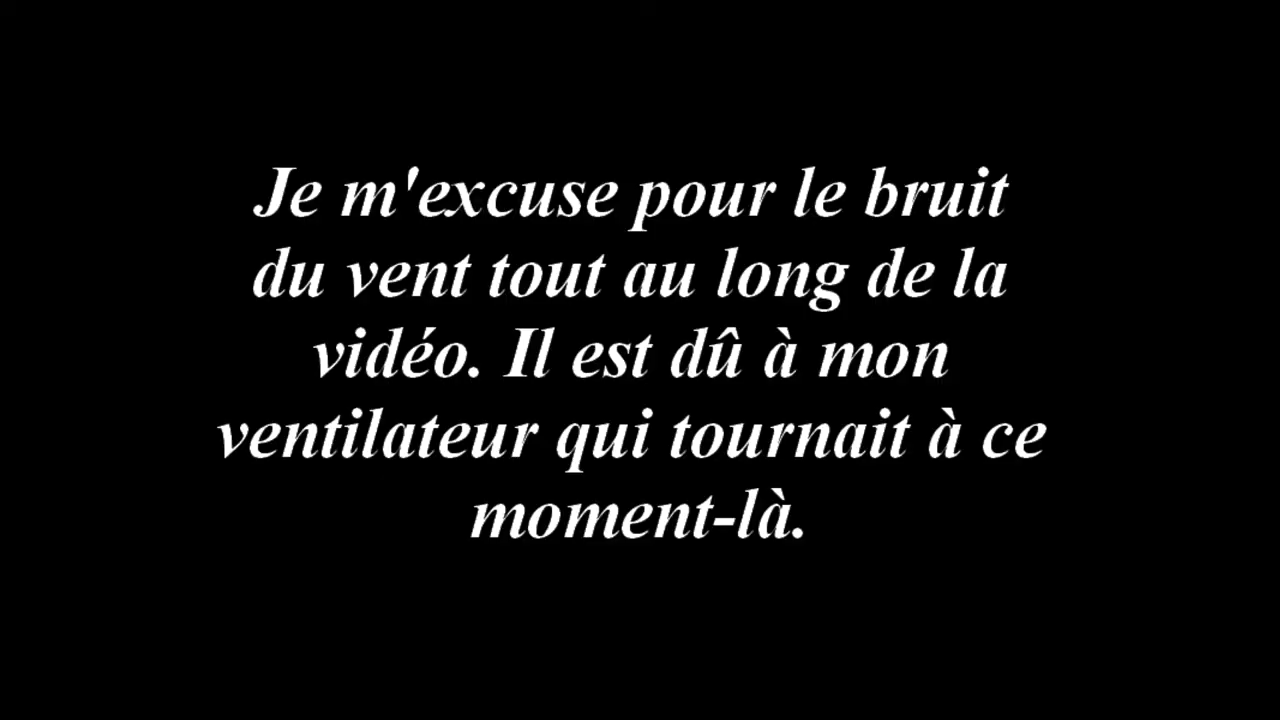 Je m'excuse pour le bruit
du vent tout au long de la
vidéo. Il est dû à mon
ventilateur qui tournait à ce
moment-là.